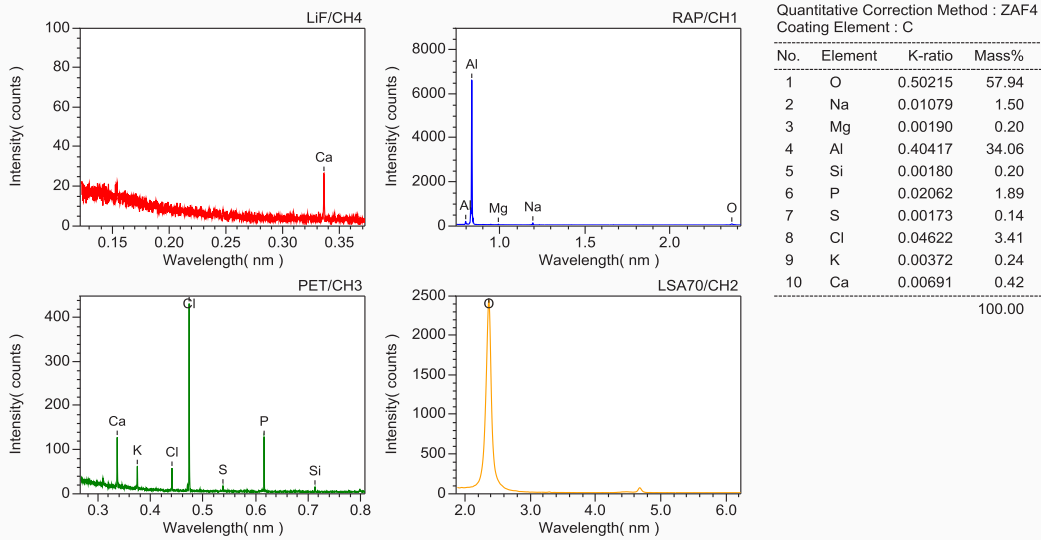 LiF/CH4
100
80
60
40
20
0
Intensity( counts )
Ca
0.15 0.20 0.25 0.30 0.35
Wavelength( nm )
RAP/CH1
8000
6000
4000
2000
0
Intensity( counts )
Al
Al Mg Na O
1.0 1.5 2.0
Wavelength( nm )
PET/CH3
400
300
200
100
0
Intensity( counts )
Ca K Cl Cl S P Si
0.3 0.4 0.5 0.6 0.7 0.8
Wavelength( nm )
LSA70/CH2
2500
2000
1500
1000
500
0
Intensity( counts )
O
2.0 3.0 4.0 5.0 6.0
Wavelength( nm )
Quantitative Correction Method : ZAF4
Coating Element : C
No. Element K-ratio Mass%
1 O 0.50215 57.94
2 Na 0.01079 1.50
3 Mg 0.00190 0.20
4 Al 0.40417 34.06
5 Si 0.00180 0.20
6 P 0.02062 1.89
7 S 0.00173 0.14
8 Cl 0.04622 3.41
9 K 0.00372 0.24
10 Ca 0.00691 0.42
100.00